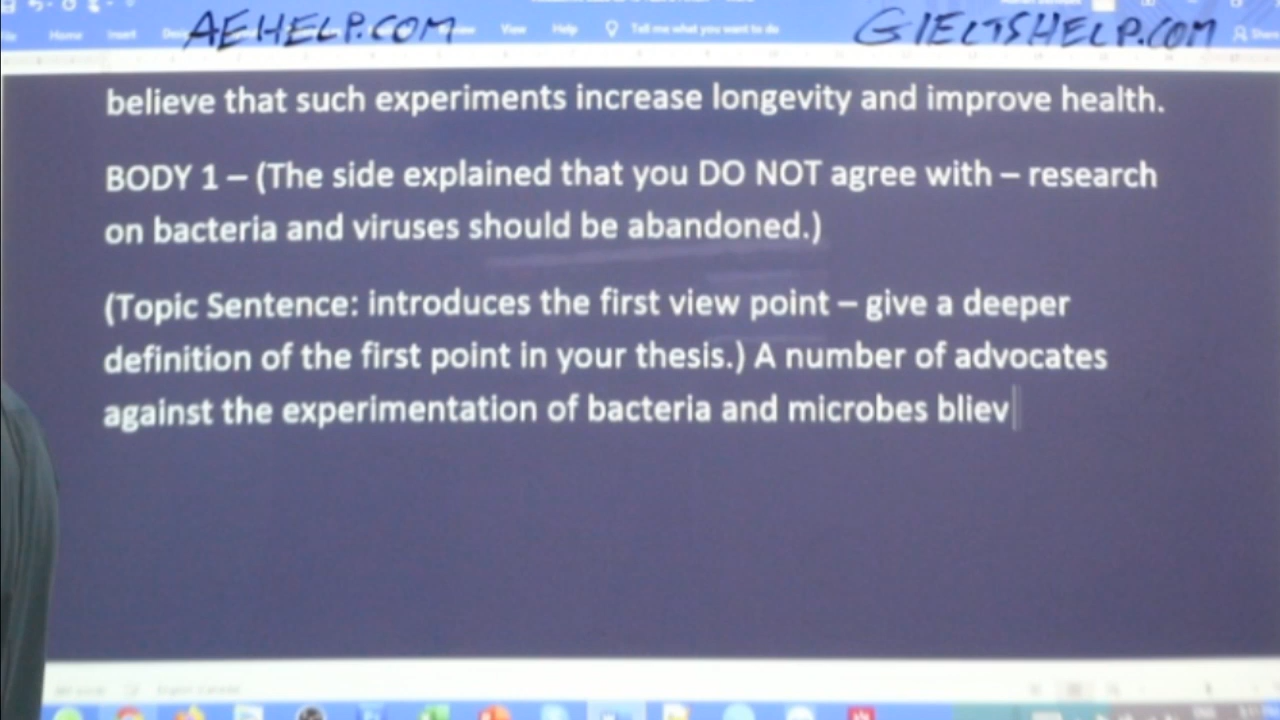 AEHELP.COM
GIELTSHELP.COM
Home Insert View Help Tell me what you want to do Share
believe that such experiments increase longevity and improve health.
BODY 1 – (The side explained that you DO NOT agree with – research
on bacteria and viruses should be abandoned.)
(Topic Sentence: introduces the first view point – give a deeper
definition of the first point in your thesis.) A number of advocates
against the experimentation of bacteria and microbes bliev